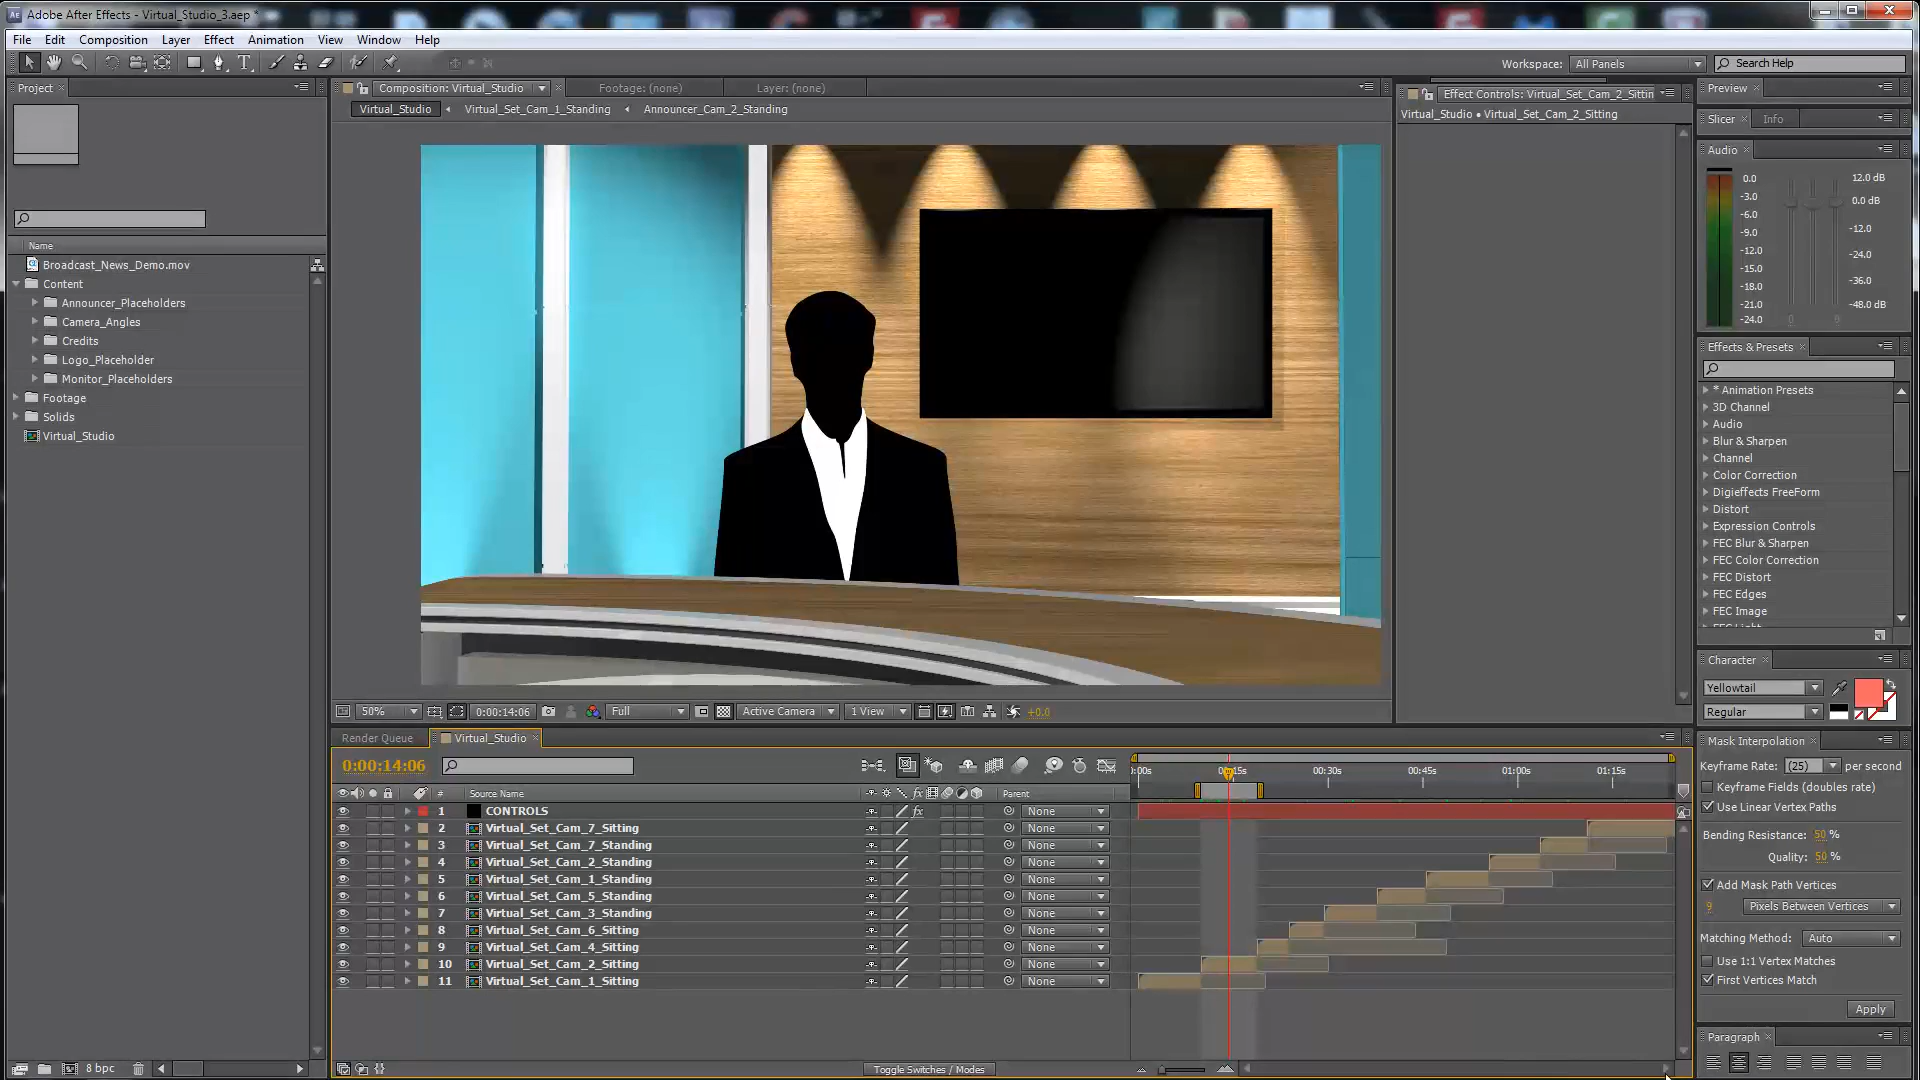 Adobe After Effects - Virtual_Studio_3.aep *
File Edit Composition Layer Effect Animation View Window Help
Workspace: All Panels Search Help
Project
Name
Broadcast_News_Demo.mov
Content
Announcer_Placeholders
Camera_Angles
Credits
Logo_Placeholder
Monitor_Placeholders
Footage
Solids
Virtual_Studio
8 bpc
Composition: Virtual_Studio Footage: (none) Layer: (none)
Virtual_Studio Virtual_Set_Cam_1_Standing Announcer_Cam_2_Standing
50% 0:00:14:06 Full Active Camera 1 View +0.0
Effect Controls: Virtual_Set_Cam_2_Sittin
Virtual_Studio • Virtual_Set_Cam_2_Sitting
Preview
Slicer Info
Audio
0.0 12.0 dB
-3.0 0.0 dB
-6.0
-9.0 -12.0
-12.0 -24.0
-15.0
-18.0 -36.0
-21.0 -48.0 dB
-24.0 0 0
Effects & Presets
* Animation Presets
3D Channel
Audio
Blur & Sharpen
Channel
Color Correction
Digieffects FreeForm
Distort
Expression Controls
FEC Blur & Sharpen
FEC Color Correction
FEC Distort
FEC Edges
FEC Image
FEC Light
Character
Yellowtail
Regular
Mask Interpolation
Keyframe Rate: (25) per second
Keyframe Fields (doubles rate)
Use Linear Vertex Paths
Bending Resistance: 50 %
Quality: 50 %
Add Mask Path Vertices
9 Pixels Between Vertices
Matching Method: Auto
Use 1:1 Vertex Matches
First Vertices Match
Apply
Paragraph
Render Queue Virtual_Studio
0:00:14:06
):00s 00:15s 00:30s 00:45s 01:00s 01:15s
# Source Name fx Parent
1 CONTROLS fx None
2 Virtual_Set_Cam_7_Sitting None
3 Virtual_Set_Cam_7_Standing None
4 Virtual_Set_Cam_2_Standing None
5 Virtual_Set_Cam_1_Standing None
6 Virtual_Set_Cam_5_Standing None
7 Virtual_Set_Cam_3_Standing None
8 Virtual_Set_Cam_6_Sitting None
9 Virtual_Set_Cam_4_Sitting None
10 Virtual_Set_Cam_2_Sitting None
11 Virtual_Set_Cam_1_Sitting None
Toggle Switches / Modes